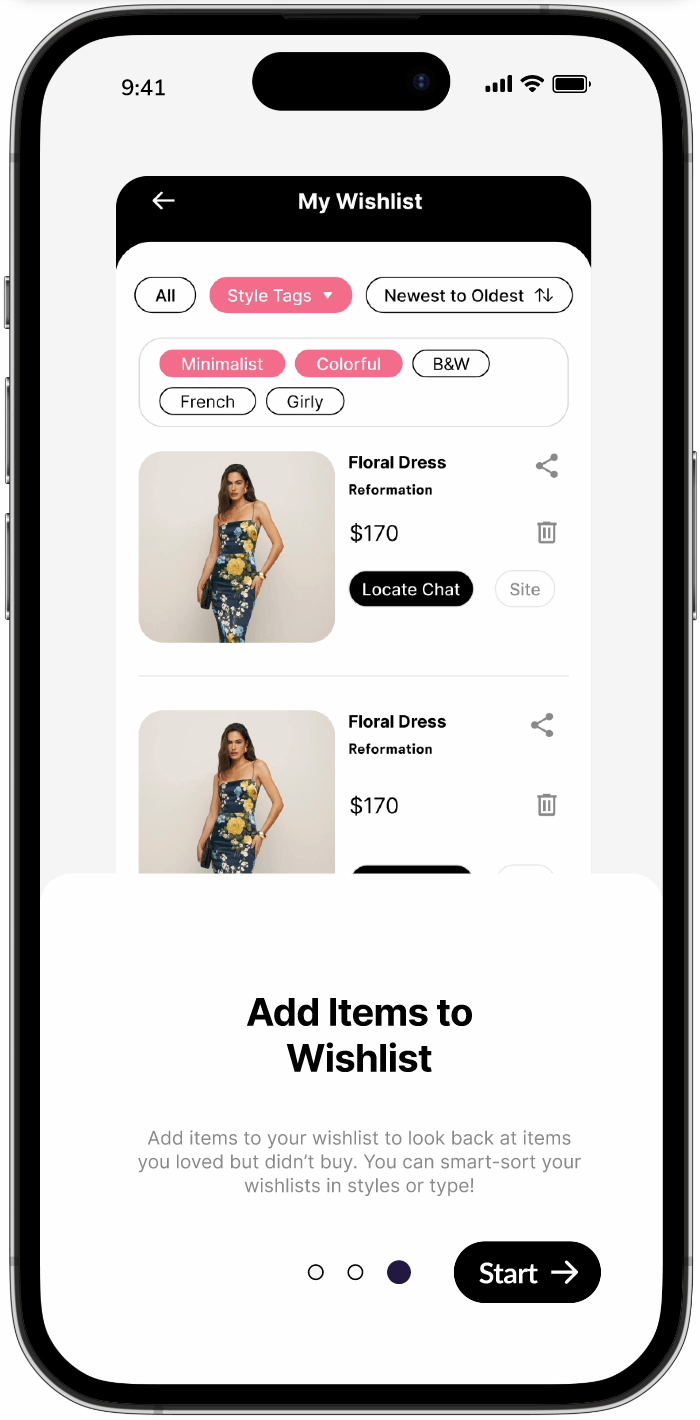 9:41
My Wishlist
All
Style Tags
Newest to Oldest
Minimalist
Colorful
B&W
French
Girly
Floral Dress
Reformation
$170
Locate Chat
Site
Floral Dress
Reformation
$170
Add Items to
Wishlist
Add items to your wishlist to look back at items
you loved but didn’t buy. You can smart-sort your
wishlists in styles or type!
Start